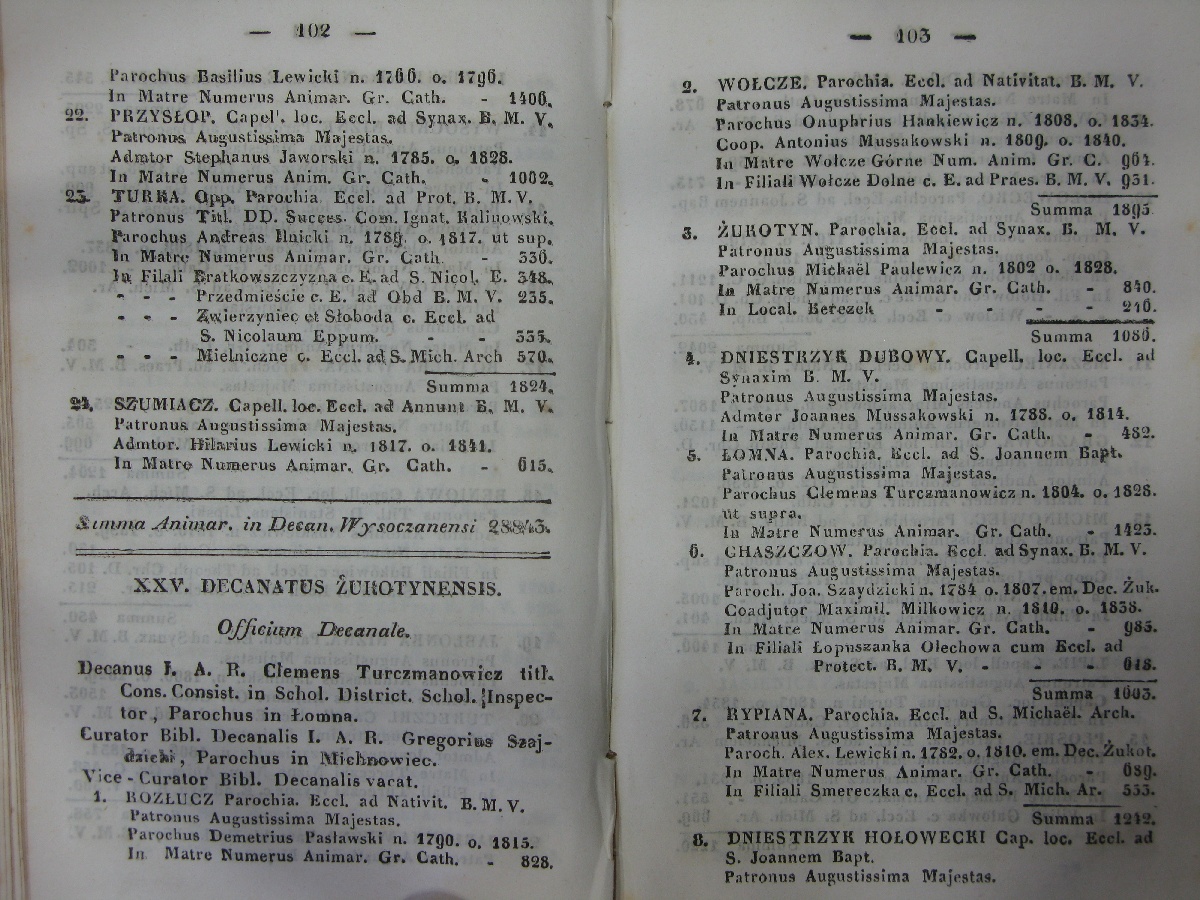 — 102 —
Parochus Basilius Lewicki n. 1766. o. 1796.
In Matre Numerus Animar. Gr. Cath. - 1406.
22. PRZYSŁOP. Capel'. loc. Eccl. ad Synax. B. M. V.
Patronus Augustissima Majestas.
Admtor Stephanus Jaworski n. 1785. o. 1828.
In Matre Numerus Anim. Gr. Cath. - 1002.
23. TURKA. Opp. Parochia. Eccl. ad Prot. B. M. V.
Patronus Titl. DD. Succes. Com. Ignat. Kalinowski.
Parochus Andreas Ilnicki n. 1789. o. 1817. ut sup.
In Matre Numerus Animar. Gr. Cath. - 336.
In Filiali Bratkowszczyzna c. E. ad S. Nicol. E. 348.
- - - Przedmieście c. E. ad Obd B. M. V. 235.
- - - Zwierzyniec et Słoboda c. Eccl. ad
S. Nicolaum Eppum. - - 335.
- - - Mielniczne c. Eccl. ad S. Mich. Arch 570.
Summa 1824.
24. SZUMIACZ. Capell. loc. Eccl. ad Annunt B. M. V.
Patronus Augustissima Majestas.
Admtor. Hilarius Lewicki n. 1817. o. 1841.
In Matre Numerus Animar. Gr. Cath. - 615.
Summa Animar. in Decan. Wysoczanensi 28843.
XXV. DECANATUS ŻUKOTYNENSIS.
Officium Decanale.
Decanus I. A. R. Clemens Turczmanowicz titl.
Cons. Consist. in Schol. District. Schol. Inspec-
tor, Parochus in Łomna.
Curator Bibl. Decanalis I. A. R. Gregorius Szaj-
dzicki, Parochus in Michnowiec.
Vice-Curator Bibl. Decanalis vacat.
1. ROZŁUCZ Parochia. Eccl. ad Nativit. B. M. V.
Patronus Augustissima Majestas.
Parochus Demetrius Pasławski n. 1790. o. 1815.
In Matre Numerus Animar. Gr. Cath. - 828.
— 103 —
2. WOŁCZE. Parochia. Eccl. ad Nativitat. B. M. V.
Patronus Augustissima Majestas.
Parochus Onuphrius Hankiewicz n. 1808. o. 1834.
Coop. Antonius Mussakowski n. 1809. o. 1840.
In Matre Wołcze Górne Num. Anim. Gr. C. 964.
In Filiali Wołcze Dolne c. E. ad Praes. B. M. V. 931.
Summa 1895
3. ŻUKOTYN. Parochia. Eccl. ad Synax. B. M. V.
Patronus Augustissima Majestas.
Parochus Michaël Paulewicz n. 1802 o. 1828.
In Matre Numerus Animar. Gr. Cath. - 840.
In Local. Berezek - - - - 246.
Summa 1086.
4. DNIESTRZYK DUBOWY. Capell. loc. Eccl. ad
Synaxim B. M. V.
Patronus Augustissima Majestas.
Admtor Joannes Mussakowski n. 1788. o. 1814.
In Matre Numerus Animar. Gr. Cath. - 482.
5. ŁOMNA. Parochia. Eccl. ad S. Joannem Bapt.
Patronus Augustissima Majestas.
Parochus Clemens Turczmanowicz n. 1804. o. 1828.
ut supra.
In Matre Numerus Animar. Gr. Cath. - 1423.
6. CHASZCZOW. Parochia. Eccl. ad Synax. B. M. V.
Patronus Augustissima Majestas.
Paroch. Joa. Szaydzicki n. 1784 o. 1807. em. Dec. Żuk.
Coadjutor Maximil. Milkowicz n. 1810. o. 1838.
In Matre Numerus Animar. Gr. Cath. - 985.
In Filiali Łopuszanka Olechowa cum Eccl. ad
Protect. B. M. V. - - - 618.
Summa 1603.
7. RYPIANA. Parochia. Eccl. ad S. Michaël. Arch.
Patronus Augustissima Majestas.
Paroch. Alex. Lewicki n. 1782. o. 1810. em. Dec. Żukot.
In Matre Numerus Animar. Gr. Cath. - 689.
In Filiali Smereczka c. Eccl. ad S. Mich. Ar. 553.
Summa 1242.
8. DNIESTRZYK HOŁOWECKI Cap. loc. Eccl. ad
S. Joannem Bapt.
Patronus Augustissima Majestas.